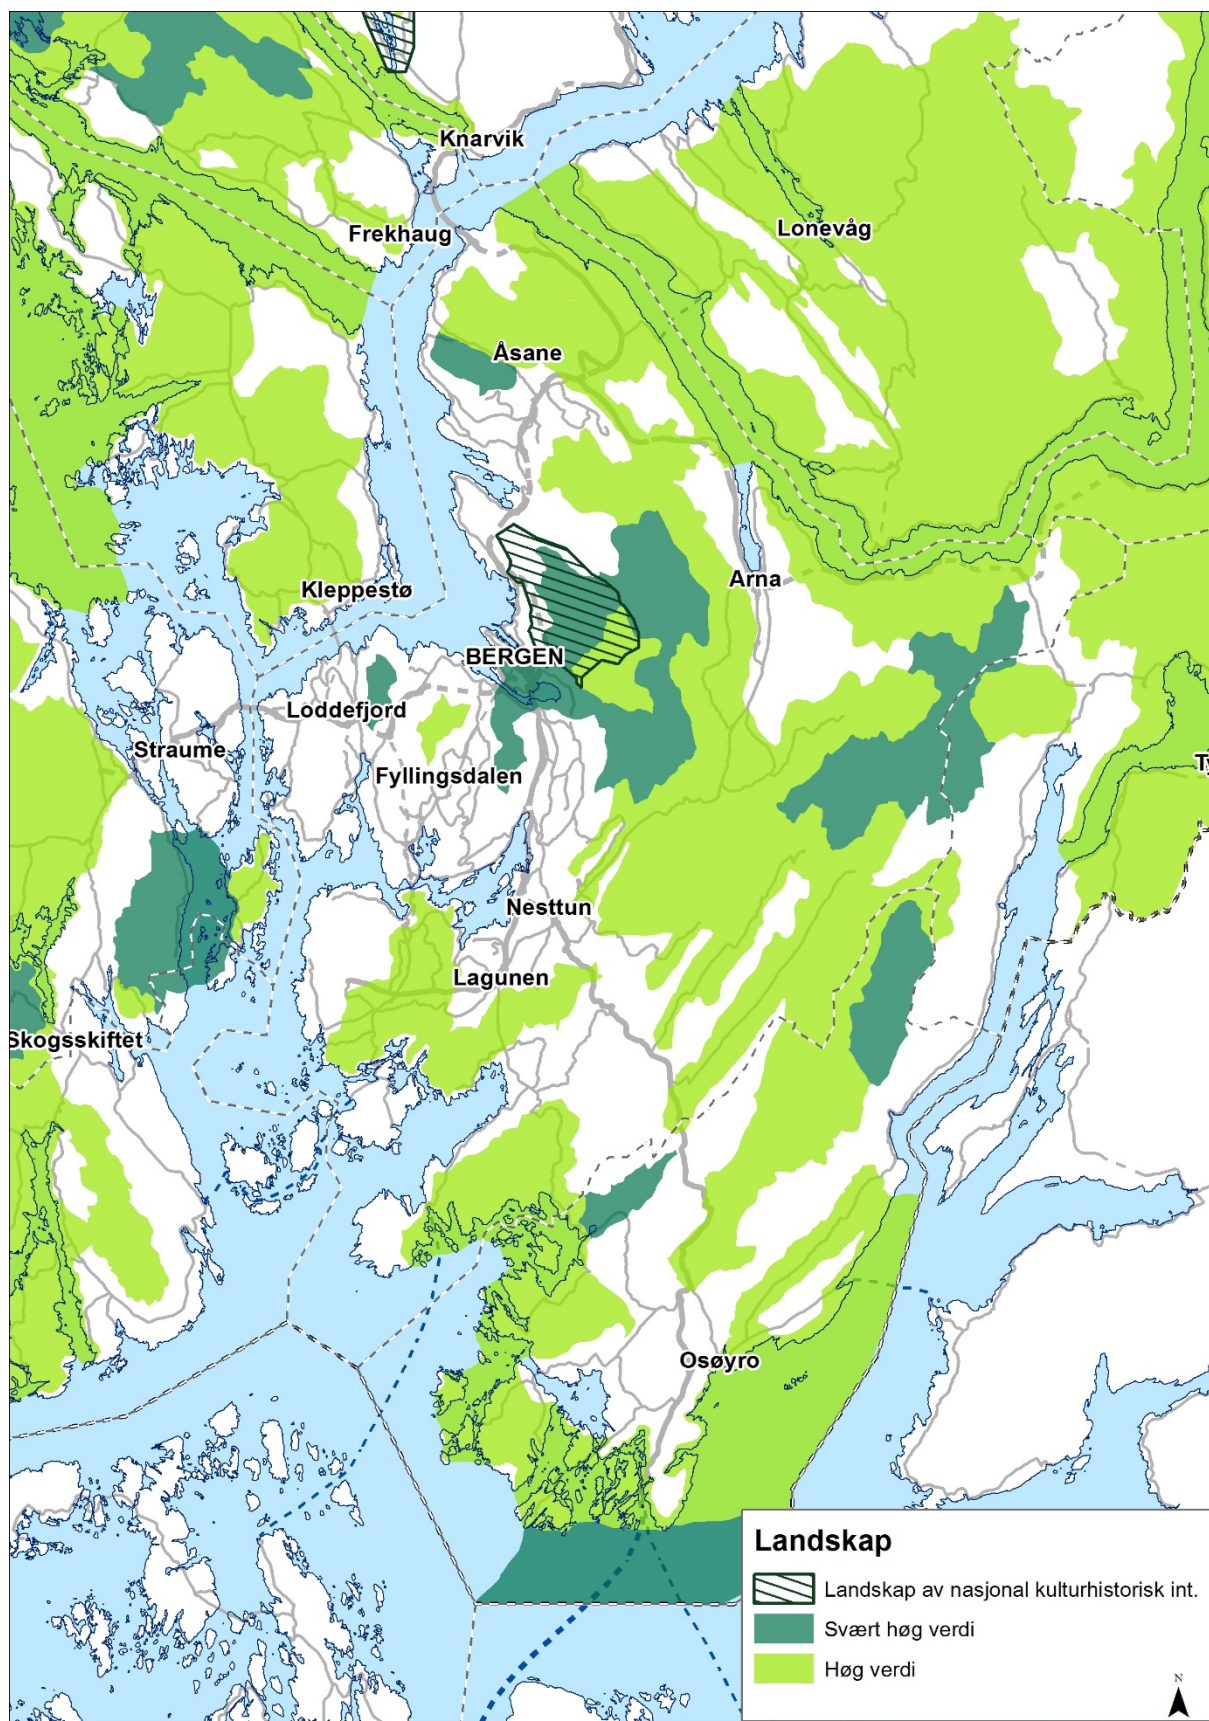 Knarvik
Lonevåg
Frekhaug
Åsane
Arna
Kleppestø
BERGEN
Loddefjord
Straume
Ty
Fyllingsdalen
Nesttun
Lagunen
Skogsskiftet
Osøyro
Landskap
Landskap av nasjonal kulturhistorisk int.
Svært høg verdi
Høg verdi
N